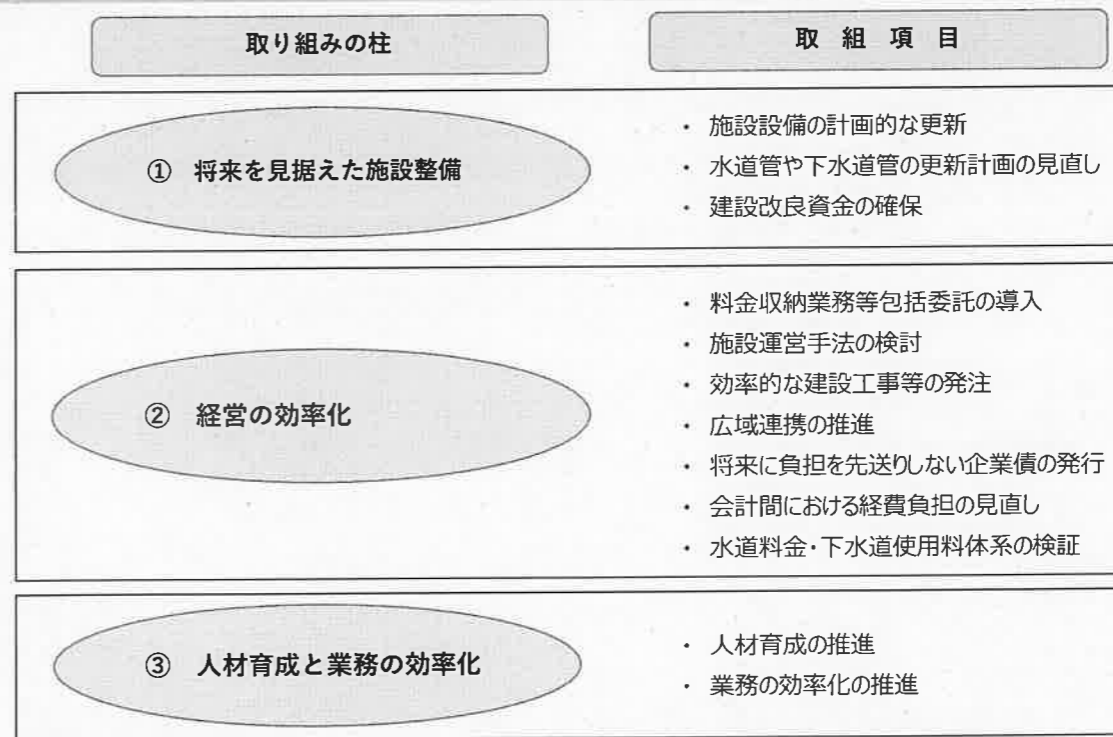 取り組みの柱
取組項目
① 将来を見据えた施設整備
・ 施設設備の計画的な更新
・ 水道管や下水道管の更新計画の見直し
・ 建設改良資金の確保
② 経営の効率化
・ 料金収納業務等包括委託の導入
・ 施設運営手法の検討
・ 効率的な建設工事等の発注
・ 広域連携の推進
・ 将来に負担を先送りしない企業債の発行
・ 会計間における経費負担の見直し
・ 水道料金・下水道使用料体系の検証
③ 人材育成と業務の効率化
・ 人材育成の推進
・ 業務の効率化の推進